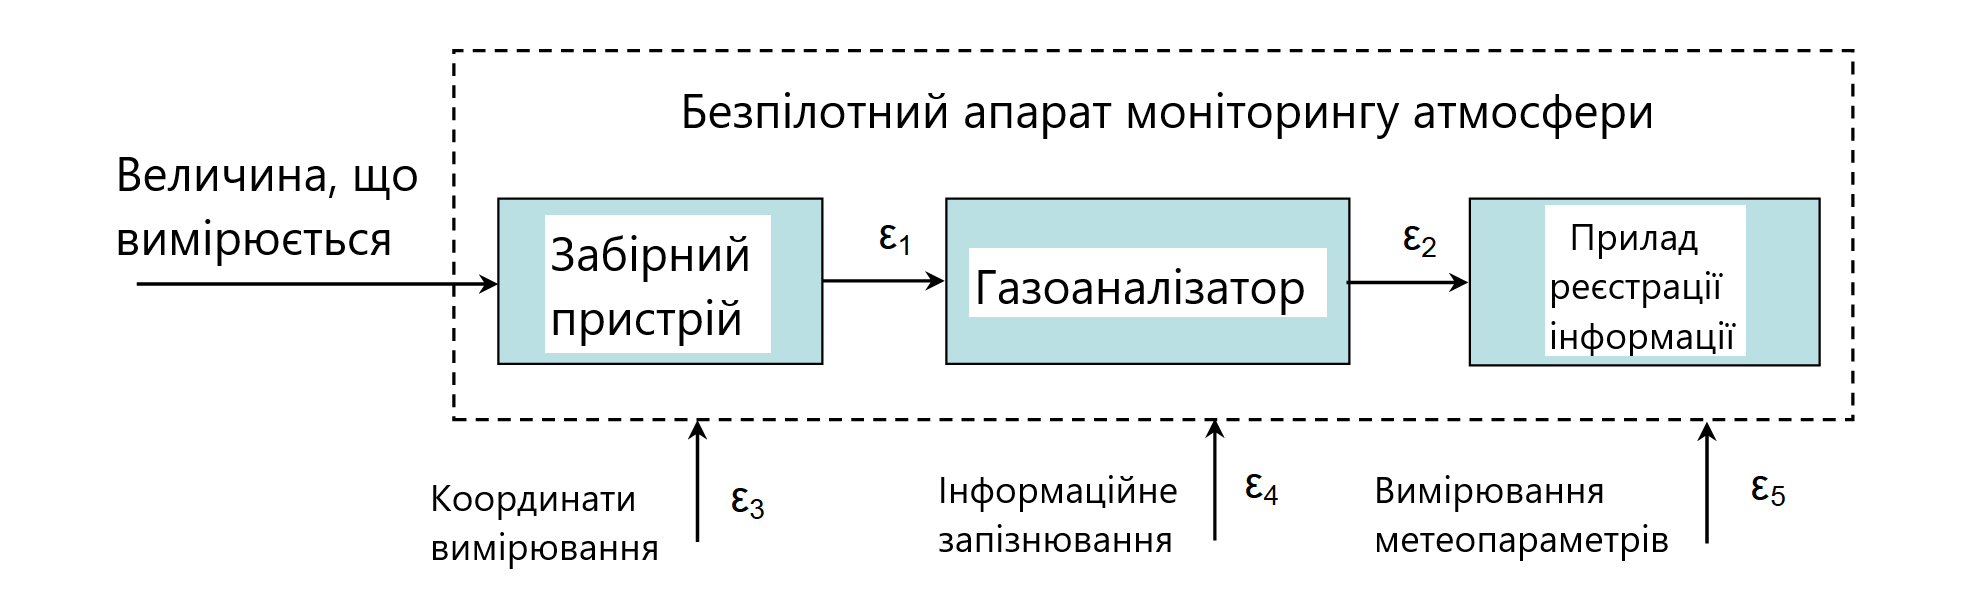 Безпілотний апарат моніторингу атмосфери
Величина, що
вимірюється
Забірний
пристрій
ε1
Газоаналізатор
ε2
Прилад
реєстрації
інформації
Координати
вимірювання
ε3
Інформаційне
запізнювання
ε4
Вимірювання
метеопараметрів
ε5